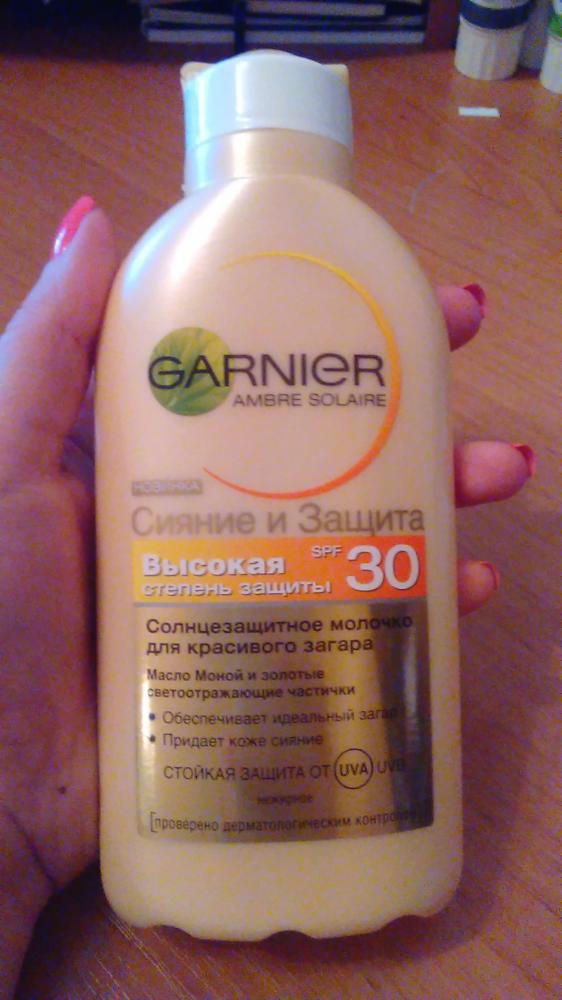 GARNIER
AMBRE SOLAIRE
НОВИНКА
Сияние и Защита
Высокая
степень защиты
SPF 30
Солнцезащитное молочко
для красивого загара
Масло Моной и золотые
светоотражающие частички
• Обеспечивает идеальный загар
• Придает коже сияние
СТОЙКАЯ ЗАЩИТА ОТ UVA UVB
нежирное
[проверено дерматологическим контролем]